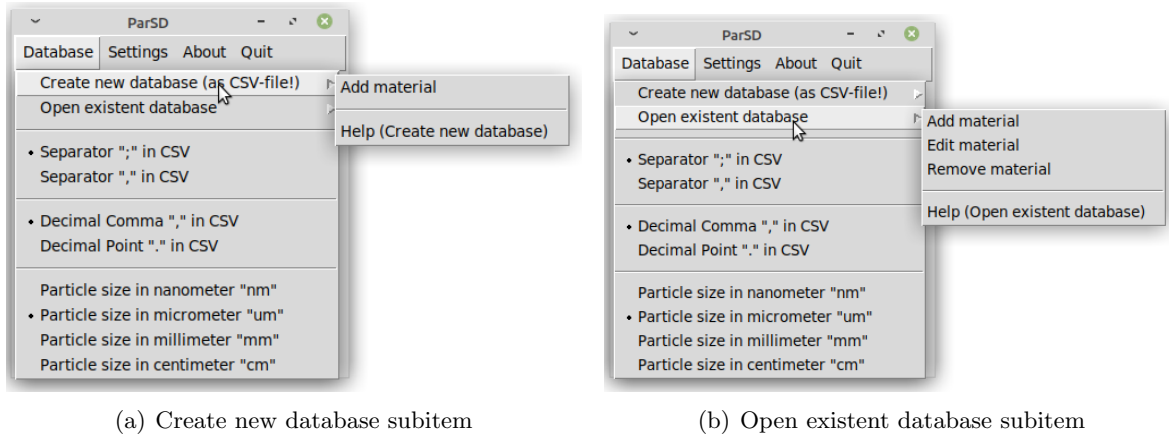 ParSD
Database Settings About Quit
Create new database (as CSV-file!)
Open existent database
Separator ";" in CSV
Separator "," in CSV
Decimal Comma "," in CSV
Decimal Point "." in CSV
Particle size in nanometer "nm"
Particle size in micrometer "um"
Particle size in millimeter "mm"
Particle size in centimeter "cm"
Add material
Help (Create new database)
(a) Create new database subitem
ParSD
Database Settings About Quit
Create new database (as CSV-file!)
Open existent database
Separator ";" in CSV
Separator "," in CSV
Decimal Comma "," in CSV
Decimal Point "." in CSV
Particle size in nanometer "nm"
Particle size in micrometer "um"
Particle size in millimeter "mm"
Particle size in centimeter "cm"
Add material
Edit material
Remove material
Help (Open existent database)
(b) Open existent database subitem